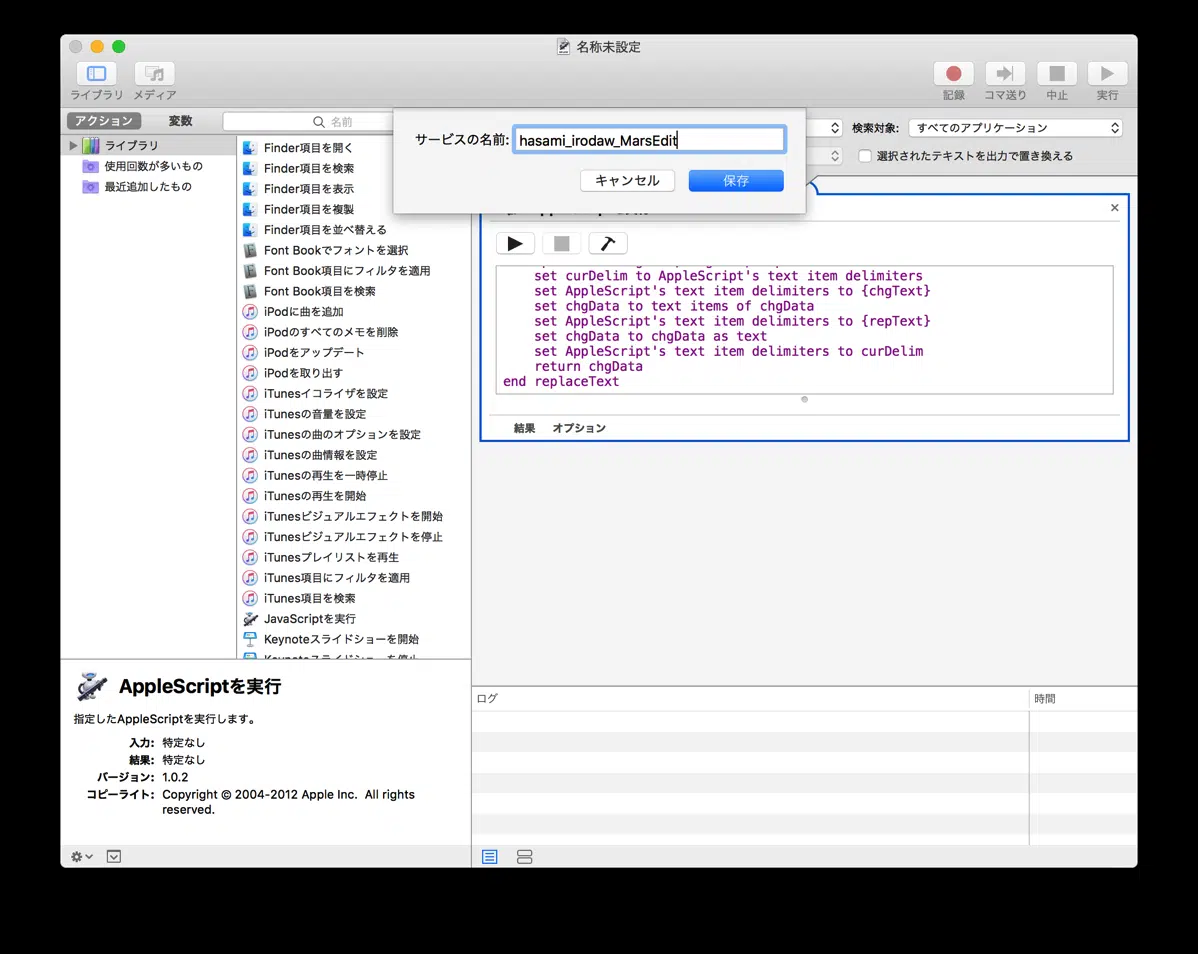 名称未設定
ライブラリ メディア
記録 コマ送り 中止 実行
アクション 変数 名前
サービスの名前: hasami_irodaw_MarsEdit
キャンセル 保存
検索対象: すべてのアプリケーション
選択されたテキストを出力で置き換える
ライブラリ
使用回数が多いもの
最近追加したもの
Finder項目を開く
Finder項目を検索
Finder項目を表示
Finder項目を複製
Finder項目を並べ替える
Font Bookでフォントを選択
Font Book項目にフィルタを適用
Font Book項目を検索
iPodに曲を追加
iPodのすべてのメモを削除
iPodをアップデート
iPodを取り出す
iTunesイコライザを設定
iTunesの音量を設定
iTunesの曲のオプションを設定
iTunesの曲情報を設定
iTunesの再生を一時停止
iTunesの再生を開始
iTunesビジュアルエフェクトを開始
iTunesビジュアルエフェクトを停止
iTunesプレイリストを再生
iTunes項目にフィルタを適用
iTunes項目を検索
JavaScriptを実行
Keynoteスライドショーを開始
set curDelim to AppleScript's text item delimiters
set AppleScript's text item delimiters to {chgText}
set chgData to text items of chgData
set AppleScript's text item delimiters to {repText}
set chgData to chgData as text
set AppleScript's text item delimiters to curDelim
return chgData
end replaceText
結果 オプション
AppleScriptを実行
指定したAppleScriptを実行します。
入力: 特定なし
結果: 特定なし
バージョン: 1.0.2
コピーライト: Copyright © 2004-2012 Apple Inc. All rights
reserved.
ログ 時間